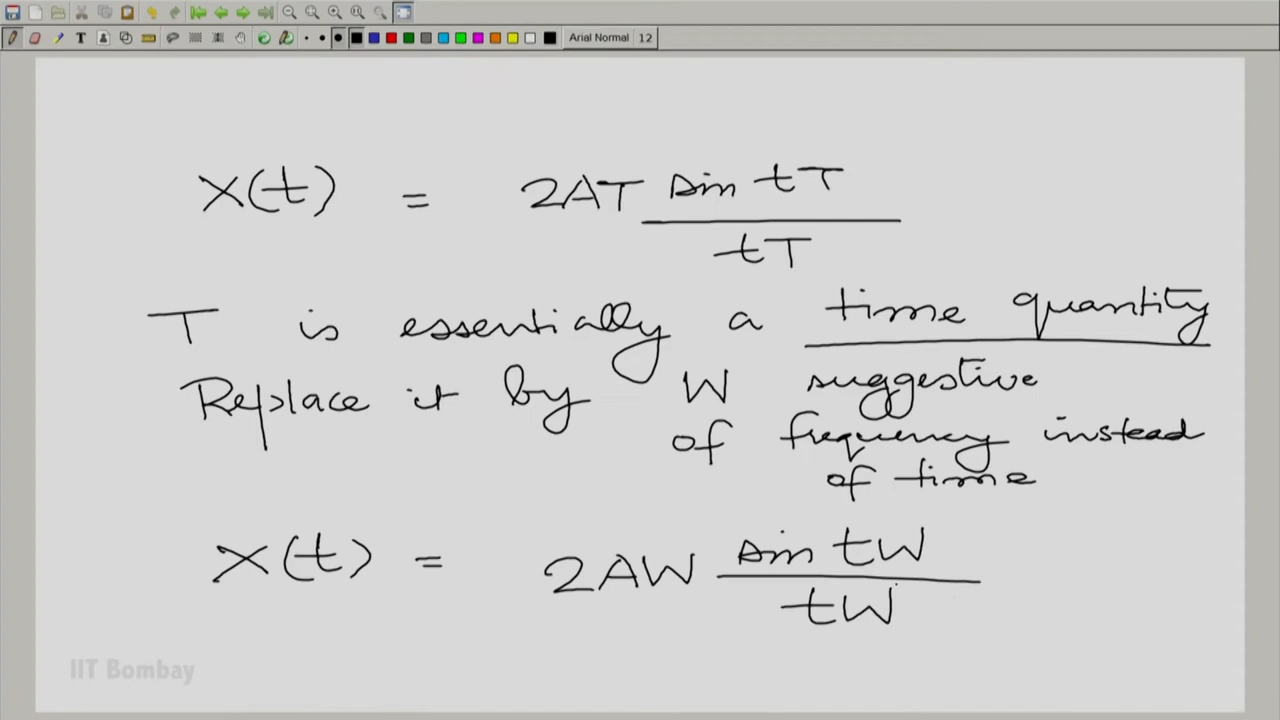 Arial Normal 12
X(t) = 2AT sin tT / tT
T is essentially a time quantity
Replace it by W suggestive
of frequency instead
of time
X(t) = 2AW sin tW / tW
IIT Bombay